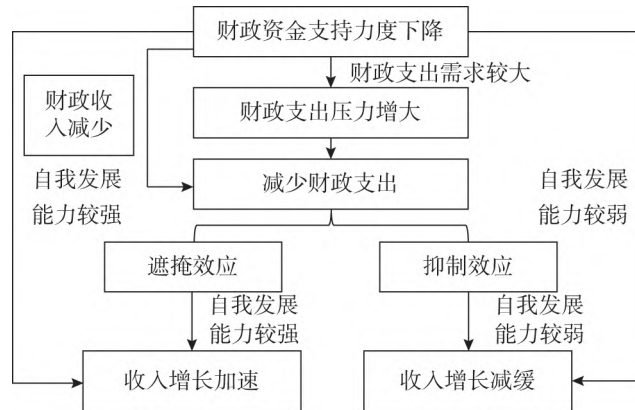 财政资金支持力度下降
财政支出需求较大
财政收
入减少
财政支出压力增大
自我发展
能力较强
减少财政支出
自我发展
能力较弱
遮掩效应
抑制效应
自我发展
能力较强
自我发展
能力较弱
收入增长加速
收入增长减缓